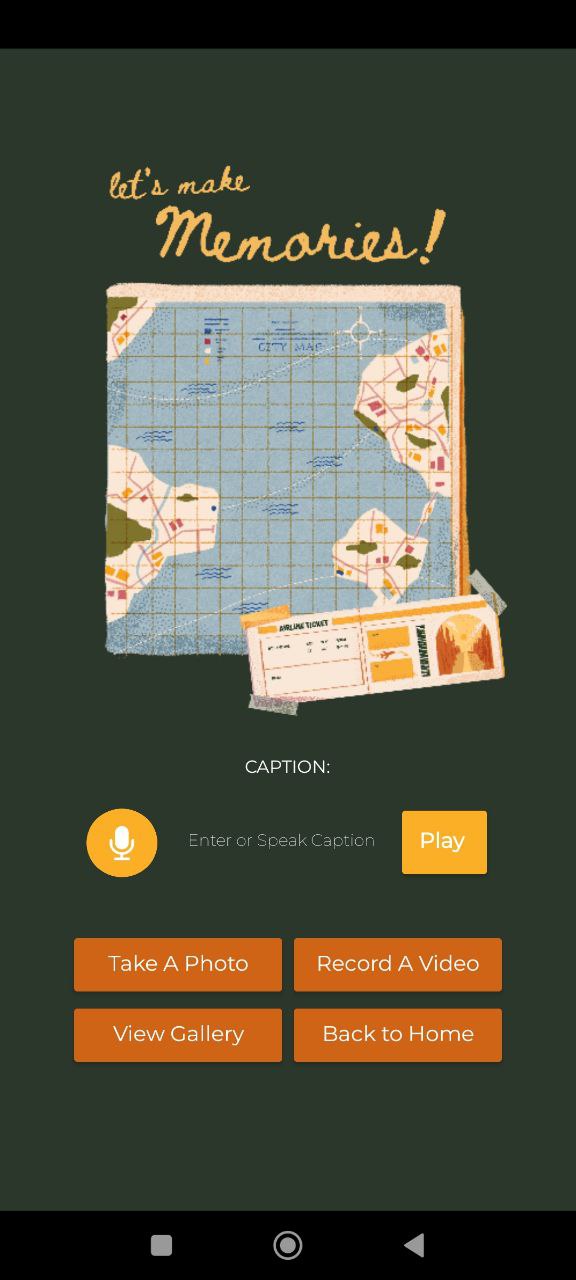 let's make
Memories!
CITY MAP
AIRLINE TICKET
CAPTION:
Enter or Speak Caption
Play
Take A Photo
Record A Video
View Gallery
Back to Home